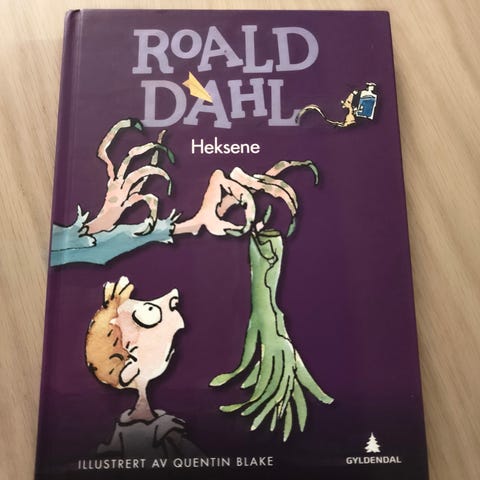 ROALD
DAHL
Heksene
ILLUSTRERT AV QUENTIN BLAKE
GYLDENDAL